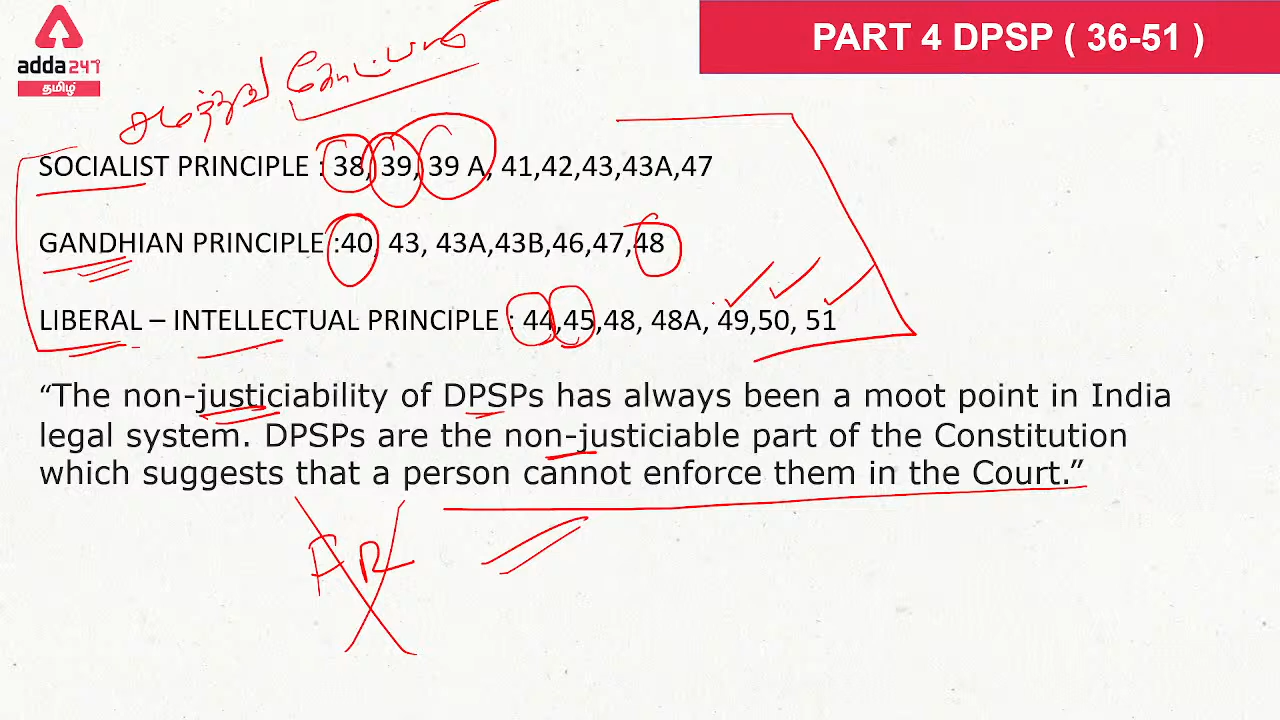 adda247
தமிழ்
PART 4 DPSP ( 36-51 )
சமத்துவ கோட்பாடு
SOCIALIST PRINCIPLE : 38, 39, 39 A, 41,42,43,43A,47
GANDHIAN PRINCIPLE :40, 43, 43A,43B,46,47,48
LIBERAL – INTELLECTUAL PRINCIPLE : 44,45,48, 48A, 49,50, 51
“The non-justiciability of DPSPs has always been a moot point in India
legal system. DPSPs are the non-justiciable part of the Constitution
which suggests that a person cannot enforce them in the Court.”
FR